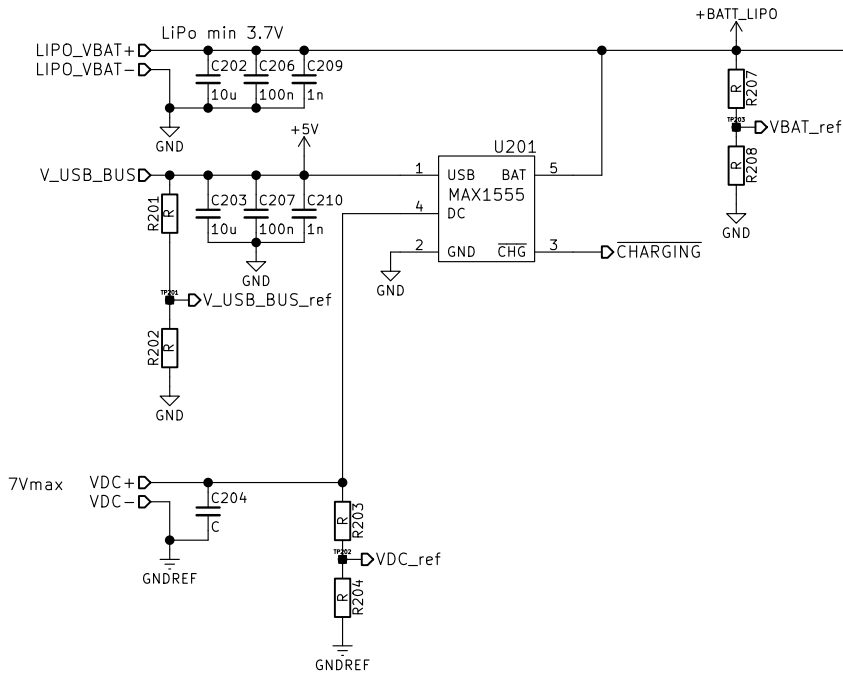 +BATT_LIPO
LiPo min 3.7V
LIPO_VBAT+
LIPO_VBAT-
C202
C206
C209
10u
100n
1n
GND
R207
R
TP203
VBAT_ref
R208
R
GND
+5V
V_USB_BUS
R201
R
C203
C207
C210
10u
100n
1n
GND
U201
MAX1555
1
USB
BAT
5
4
DC
2
GND
CHG
3
CHARGING
GND
TP201
V_USB_BUS_ref
R202
R
GND
7Vmax
VDC+
VDC-
C204
C
GNDREF
R203
R
TP202
VDC_ref
R204
R
GNDREF